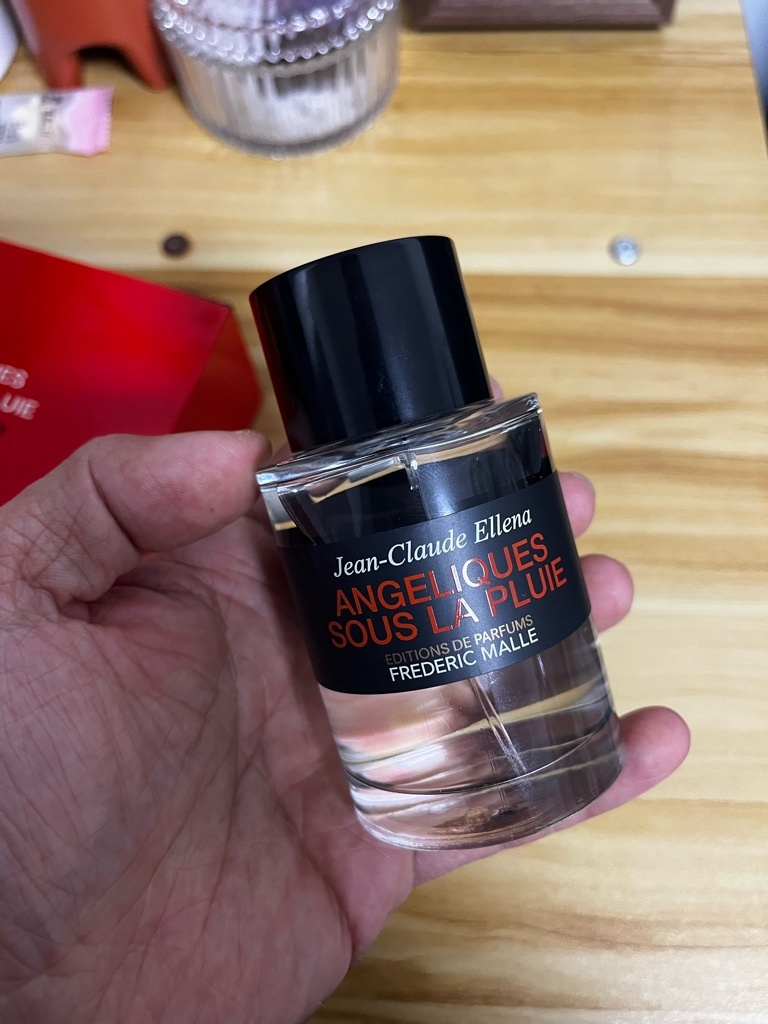 Jean-Claude Ellena
ANGELIQUES
SOUS LA PLUIE
EDITIONS DE PARFUMS
FREDERIC MALLE